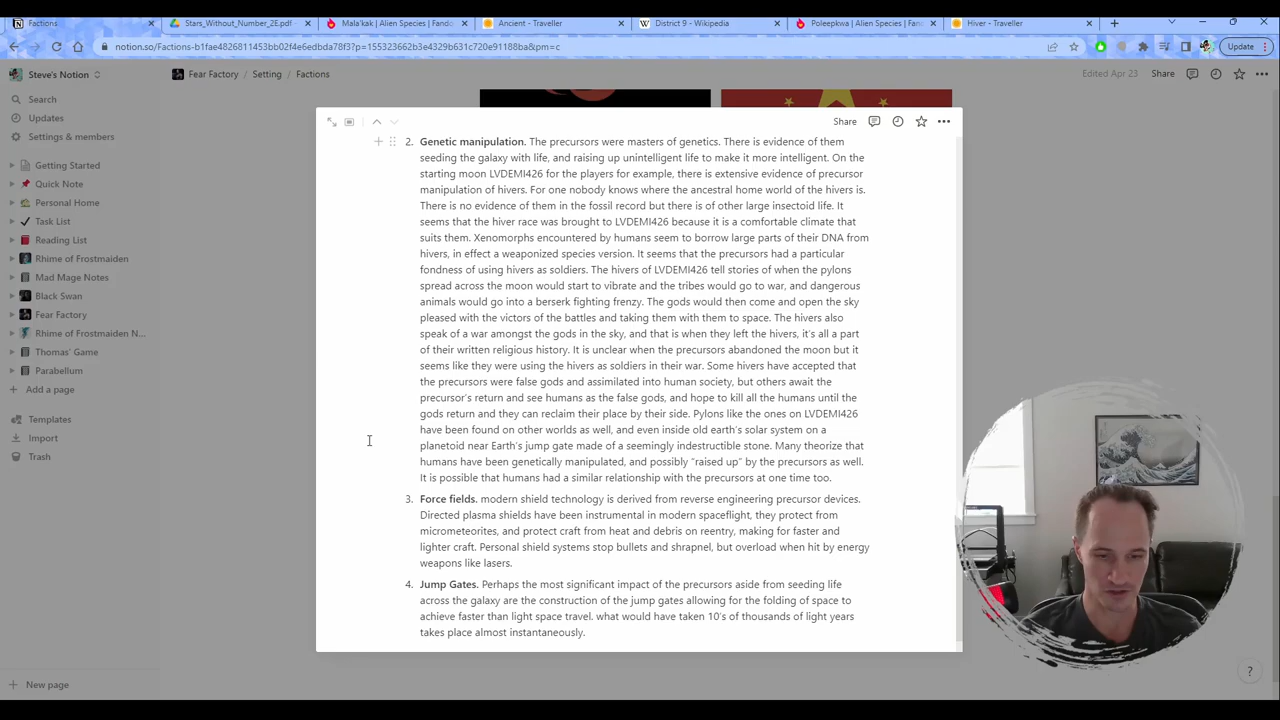 Factions
Stars_Without_Number_2E.pdf
Mala'kak | Alien Species | Fando
Ancient - Traveller
District 9 - Wikipedia
Poleepkwa | Alien Species | Fan
Hiver - Traveller
notion.so/Factions-b1fae4826811453bb02f4e6edbda78f3?p=155323662b3e4329b631c720e91188ba&pm=c
Update
Steve's Notion
Fear Factory / Setting / Factions
Edited Apr 23
Share
Search
Updates
Settings & members
Getting Started
Quick Note
Personal Home
Task List
Reading List
Rhime of Frostmaiden
Mad Mage Notes
Black Swan
Fear Factory
Rhime of Frostmaiden N...
Thomas' Game
Parabellum
Add a page
Templates
Import
Trash
New page
Share
2. Genetic manipulation. The precursors were masters of genetics. There is evidence of them
seeding the galaxy with life, and raising up unintelligent life to make it more intelligent. On the
starting moon LVDEMI426 for the players for example, there is extensive evidence of precursor
manipulation of hivers. For one nobody knows where the ancestral home world of the hivers is.
There is no evidence of them in the fossil record but there is of other large insectoid life. It
seems that the hiver race was brought to LVDEMI426 because it is a comfortable climate that
suits them. Xenomorphs encountered by humans seem to borrow large parts of their DNA from
hivers, in effect a weaponized species version. It seems that the precursors had a particular
fondness of using hivers as soldiers. The hivers of LVDEMI426 tell stories of when the pylons
spread across the moon would start to vibrate and the tribes would go to war, and dangerous
animals would go into a berserk fighting frenzy. The gods would then come and open the sky
pleased with the victors of the battles and taking them with them to space. The hivers also
speak of a war amongst the gods in the sky, and that is when they left the hivers, it's all a part
of their written religious history. It is unclear when the precursors abandoned the moon but it
seems like they were using the hivers as soldiers in their war. Some hivers have accepted that
the precursors were false gods and assimilated into human society, but others await the
precursor's return and see humans as the false gods, and hope to kill all the humans until the
gods return and they can reclaim their place by their side. Pylons like the ones on LVDEMI426
have been found on other worlds as well, and even inside old earth's solar system on a
planetoid near Earth's jump gate made of a seemingly indestructible stone. Many theorize that
humans have been genetically manipulated, and possibly "raised up" by the precursors as well.
It is possible that humans had a similar relationship with the precursors at one time too.
3. Force fields. modern shield technology is derived from reverse engineering precursor devices.
Directed plasma shields have been instrumental in modern spaceflight, they protect from
micrometeorites, and protect craft from heat and debris on reentry, making for faster and
lighter craft. Personal shield systems stop bullets and shrapnel, but overload when hit by energy
weapons like lasers.
4. Jump Gates. Perhaps the most significant impact of the precursors aside from seeding life
across the galaxy are the construction of the jump gates allowing for the folding of space to
achieve faster than light space travel. what would have taken 10's of thousands of light years
takes place almost instantaneously.
?